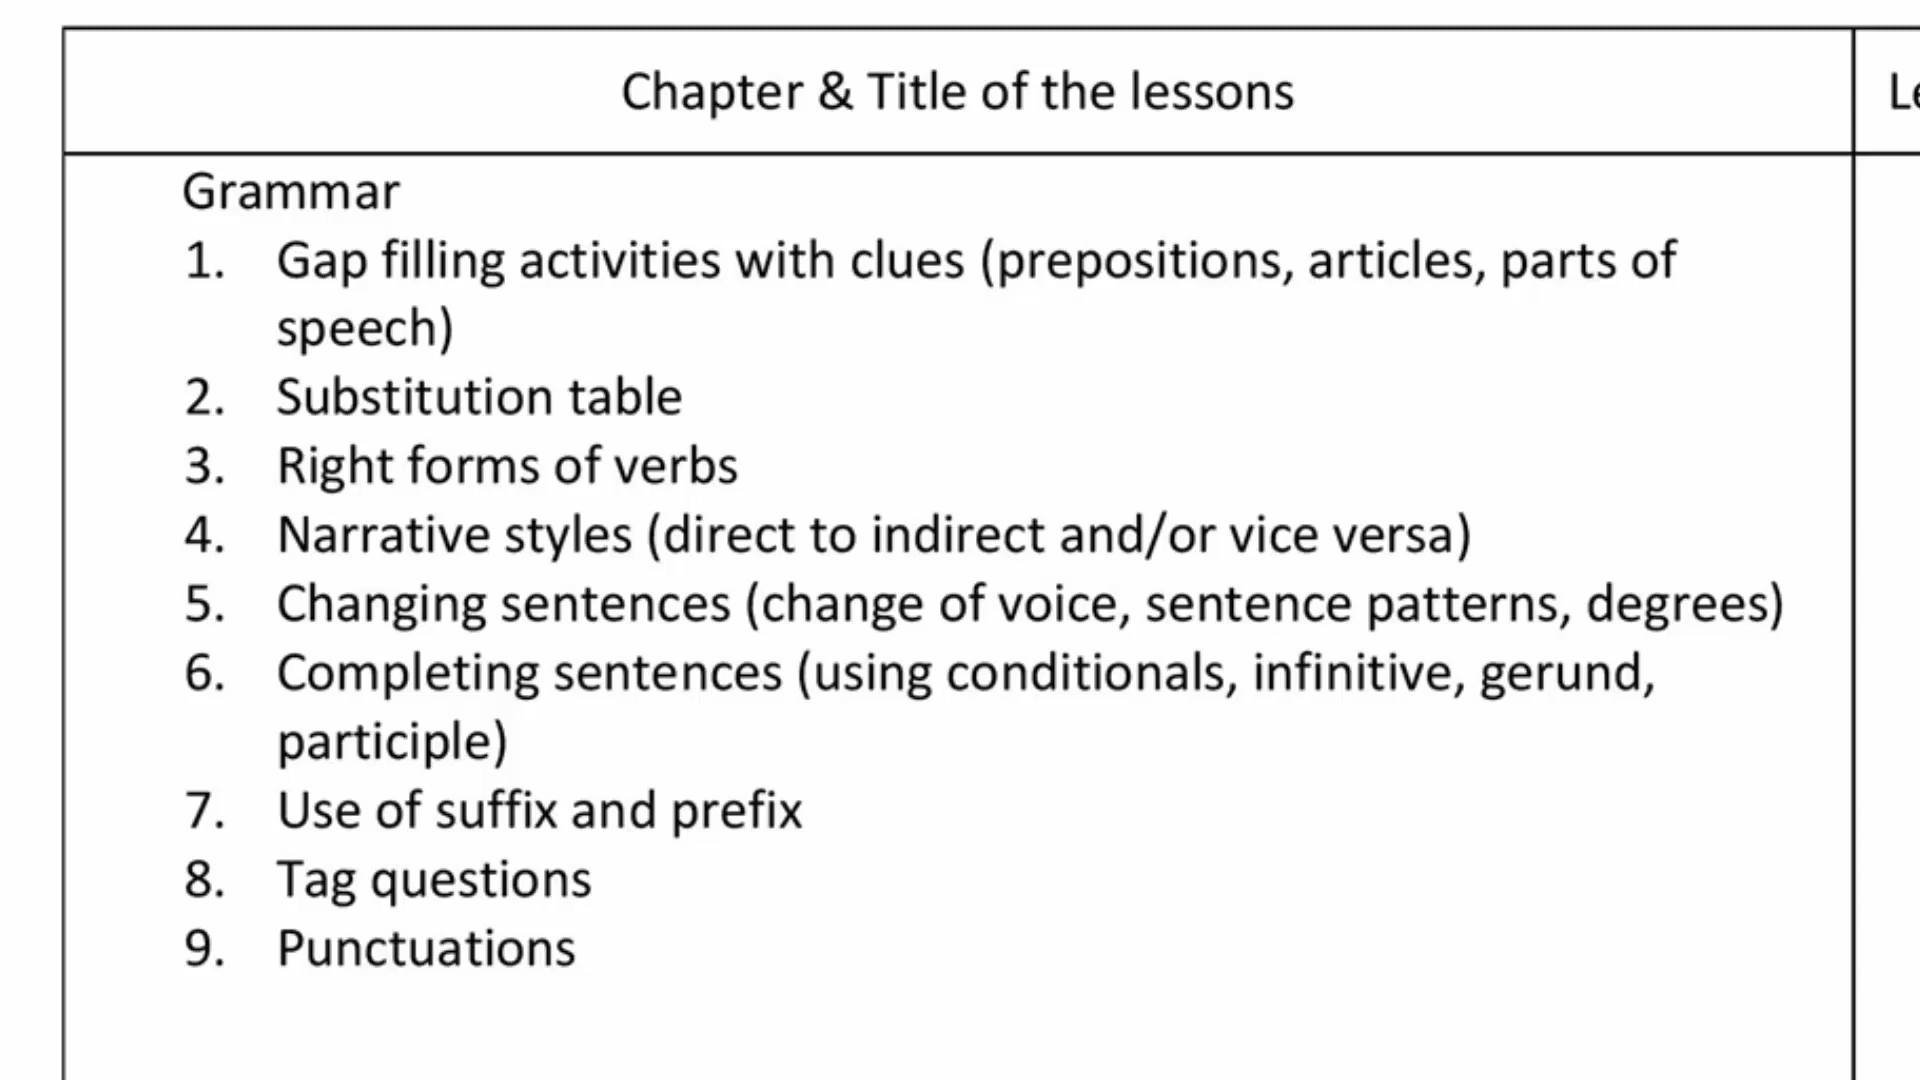 Chapter & Title of the lessons
Grammar
1. Gap filling activities with clues (prepositions, articles, parts of
speech)
2. Substitution table
3. Right forms of verbs
4. Narrative styles (direct to indirect and/or vice versa)
5. Changing sentences (change of voice, sentence patterns, degrees)
6. Completing sentences (using conditionals, infinitive, gerund,
participle)
7. Use of suffix and prefix
8. Tag questions
9. Punctuations